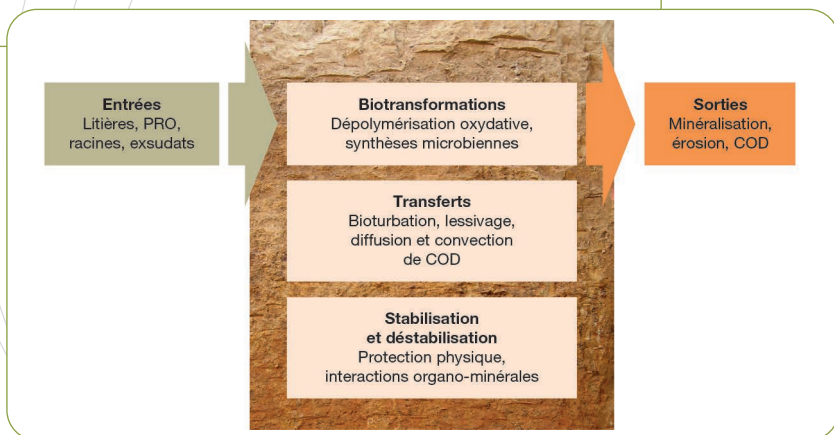 Entrées
Litières, PRO,
racines, exsudats
Biotransformations
Dépolymérisation oxydative,
synthèses microbiennes
Sorties
Minéralisation,
érosion, COD
Transferts
Bioturbation, lessivage,
diffusion et convection
de COD
Stabilisation
et déstabilisation
Protection physique,
interactions organo-minérales